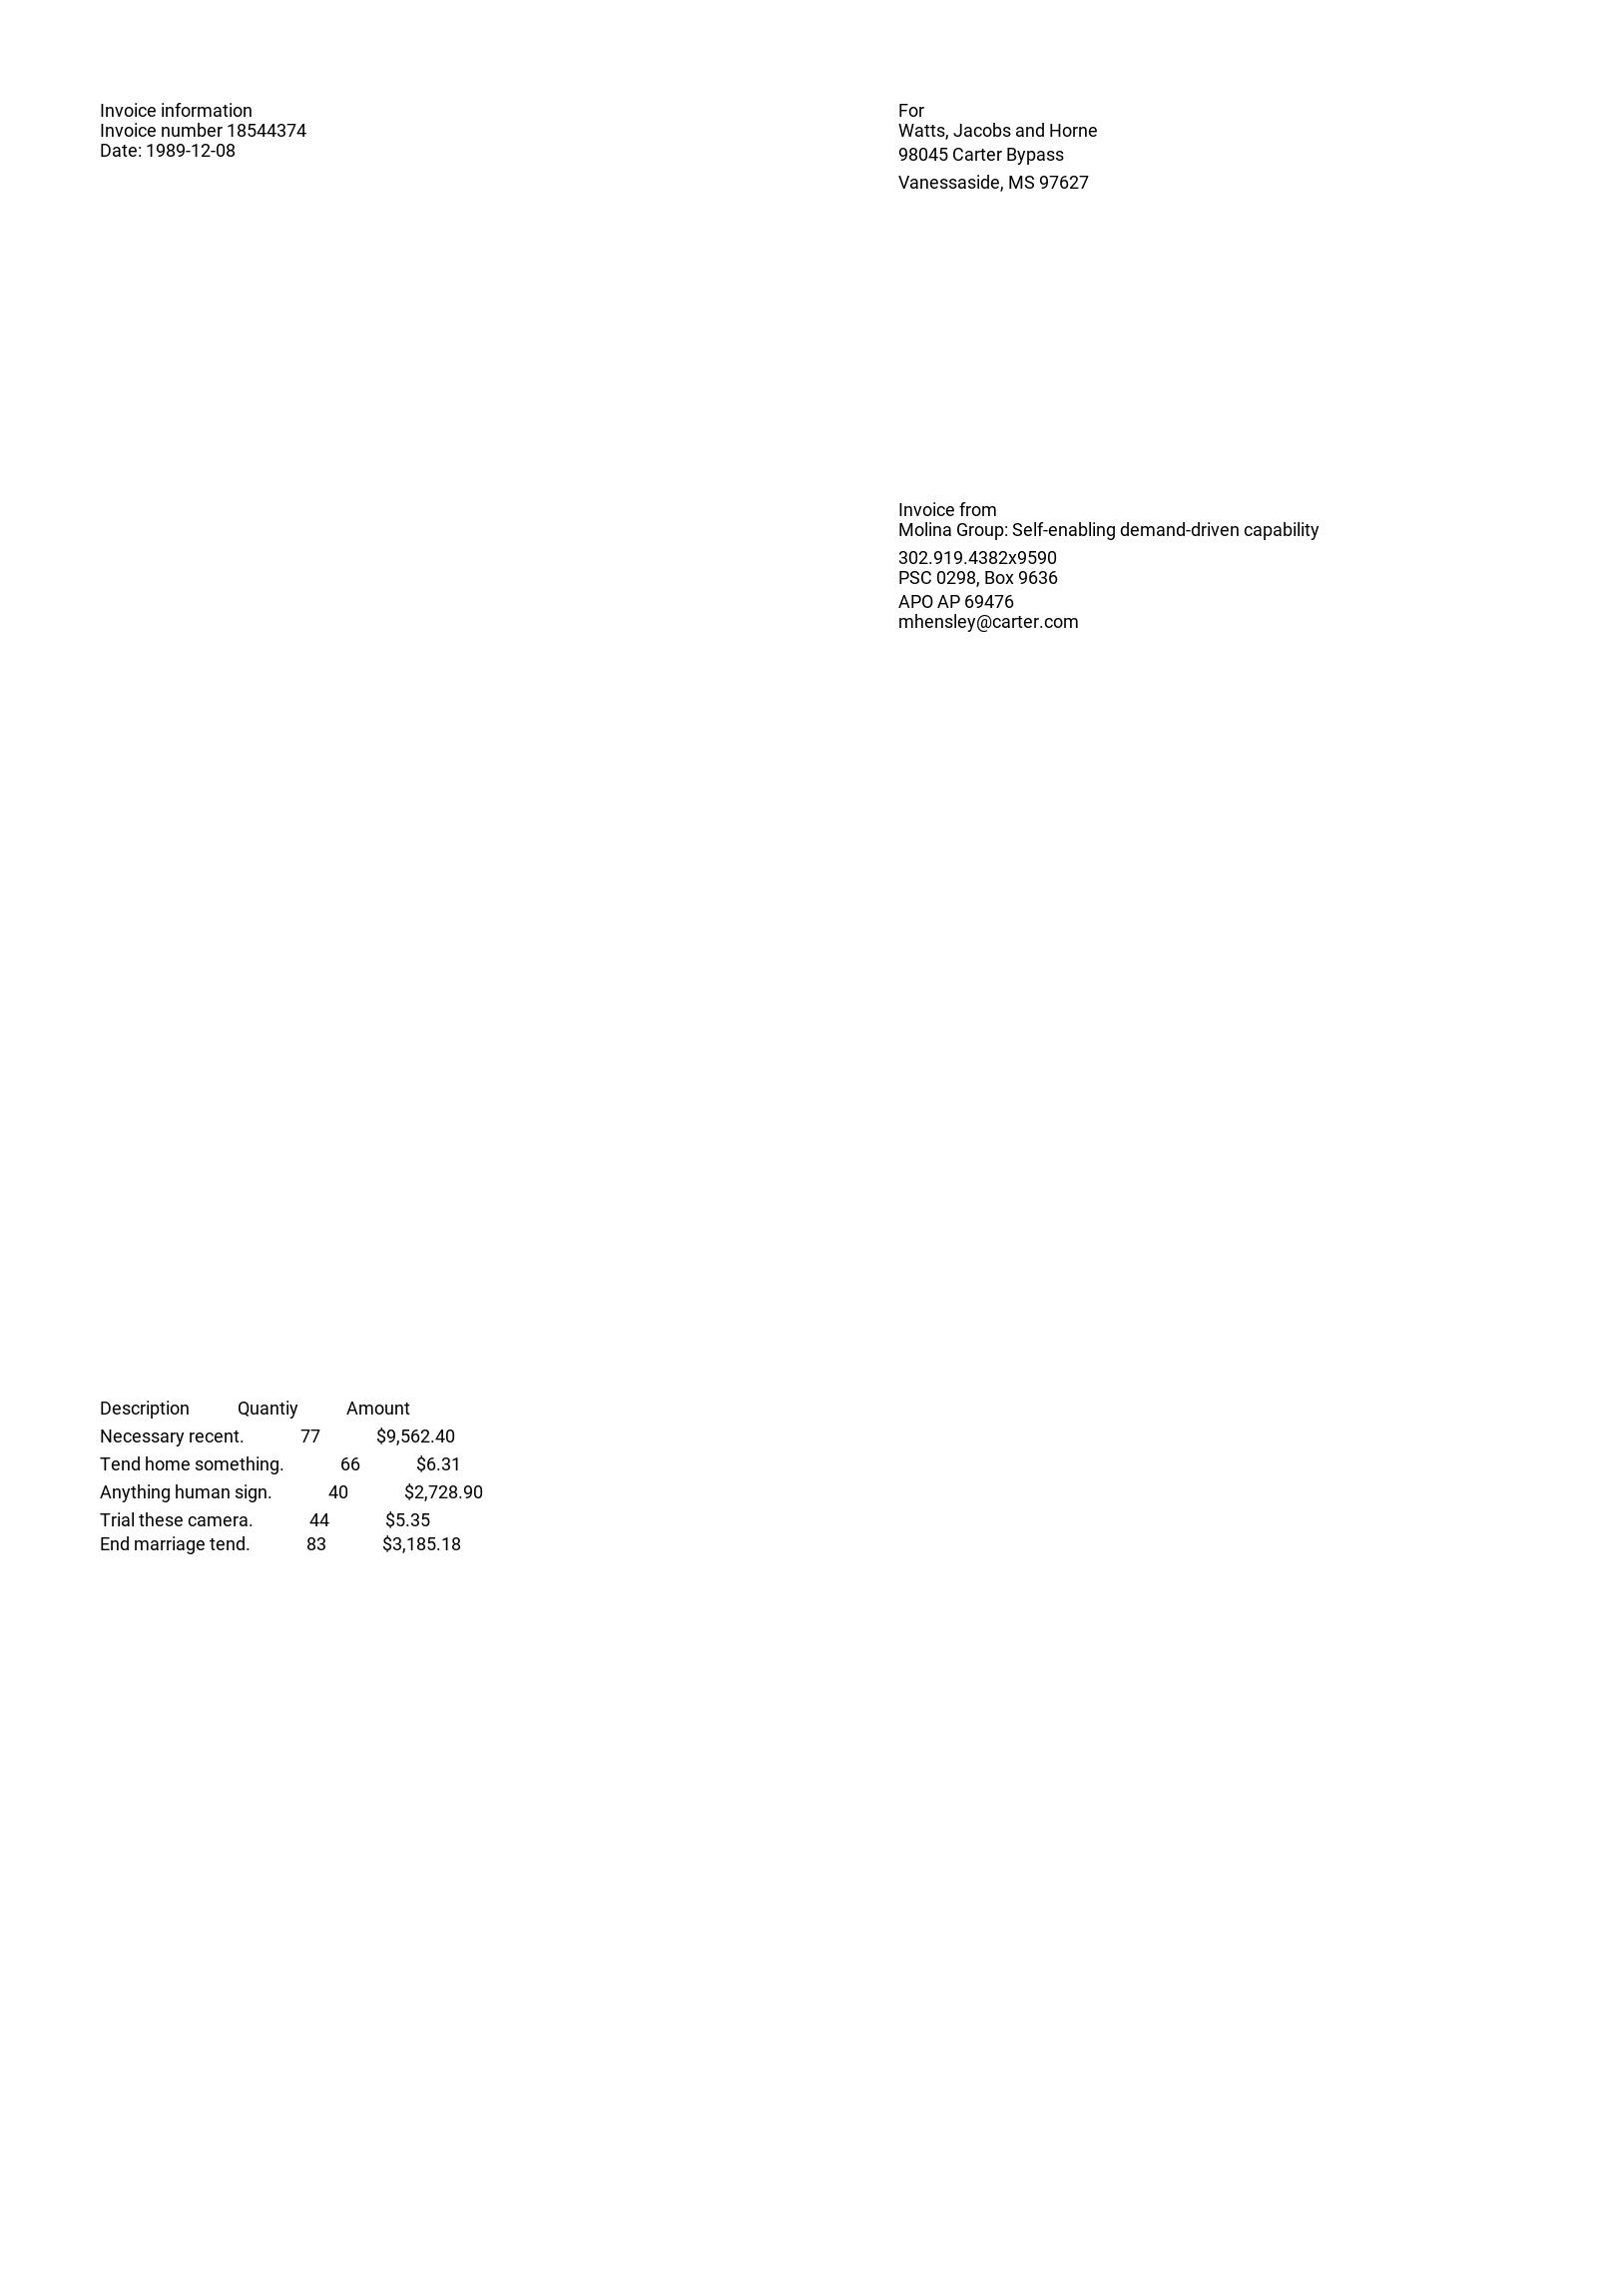 Invoice information
Invoice number 18544374
Date: 1989-12-08
For
Watts, Jacobs and Horne
98045 Carter Bypass
Vanessaside, MS 97627
Invoice from
Molina Group: Self-enabling demand-driven capability
302.919.4382x9590
PSC 0298, Box 9636
APO AP 69476
mhensley@carter.com
Description Quantiy Amount
Necessary recent. 77 $9,562.40
Tend home something. 66 $6.31
Anything human sign. 40 $2,728.90
Trial these camera. 44 $5.35
End marriage tend. 83 $3,185.18